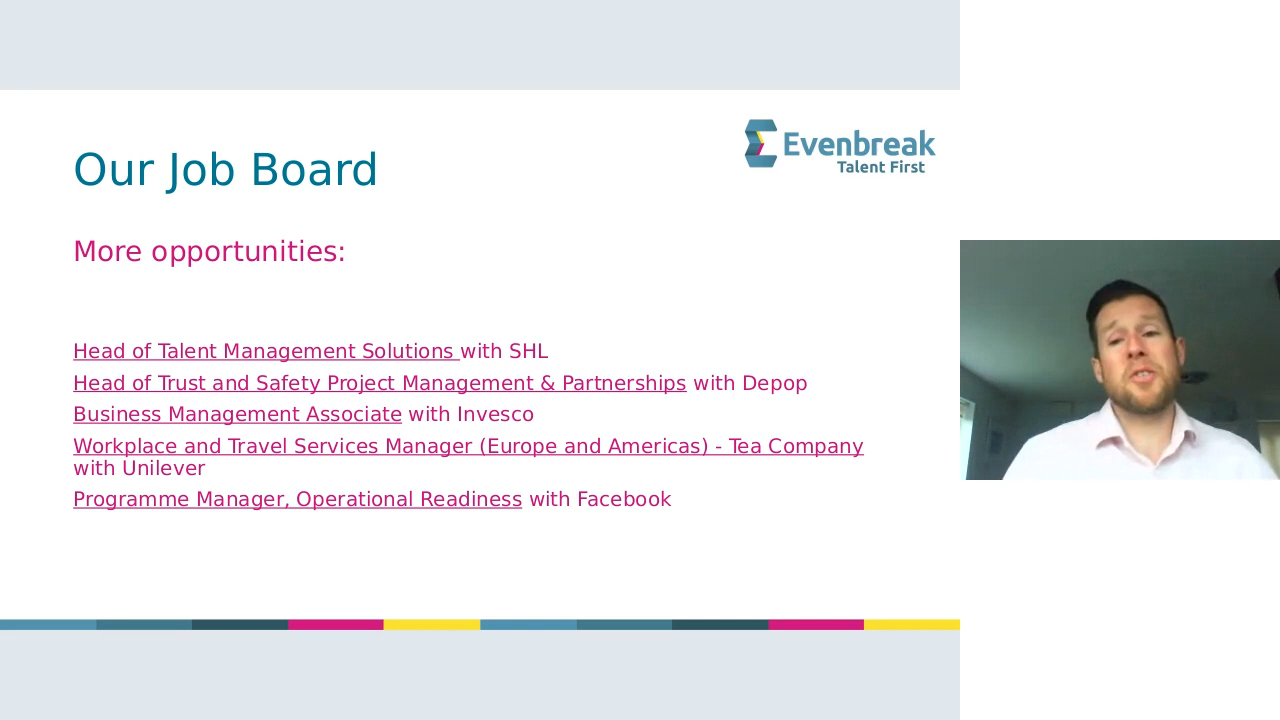 Evenbreak
Talent First
Our Job Board
More opportunities:
Head of Talent Management Solutions with SHL
Head of Trust and Safety Project Management & Partnerships with Depop
Business Management Associate with Invesco
Workplace and Travel Services Manager (Europe and Americas) - Tea Company
with Unilever
Programme Manager, Operational Readiness with Facebook